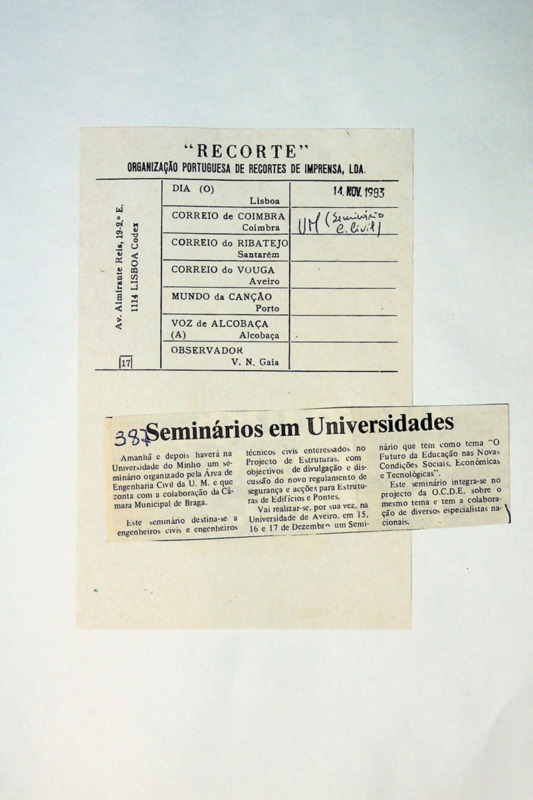 "RECORTE"
ORGANIZAÇÃO PORTUGUESA DE RECORTES DE IMPRENSA, LDA.
Av. Almirante Reis, 19-2.º E.
1114 LISBOA Codex
17
DIA (O)
Lisboa
14. NOV. 1983
CORREIO de COIMBRA
Coimbra
UM (Seminário
E. Civil)
CORREIO do RIBATEJO
Santarém
CORREIO do VOUGA
Aveiro
MUNDO da CANÇÃO
Porto
VOZ de ALCOBAÇA
(A) Alcobaça
OBSERVADOR
V. N. Gaia
387
Seminários em Universidades
Amanhã e depois haverá na
Universidade do Minho um se-
minário organizado pela Área de
Engenharia Civil da U. M. e que
conta com a colaboração da Câ-
mara Municipal de Braga.
Este seminário destina-se a
engenheiros civis e engenheiros
técnicos civis enteressados no
Projecto de Estruturas, com
objectivos de divulgação e dis-
cussão do novo regulamento de
segurança e acções para Estrutu-
ras de Edifícios e Pontes.
Vai realizar-se, por sua vez, na
Universidade de Aveiro, em 15,
16 e 17 de Dezembro um Semi-
nário que tem como tema "O
Futuro da Educação nas Novas
Condições Sociais, Económicas
e Tecnológicas".
Este seminário integra-se no
projecto da O.C.D.E. sobre o
mesmo tema e tem a colabora-
ção de diversos especialistas na-
cionais.